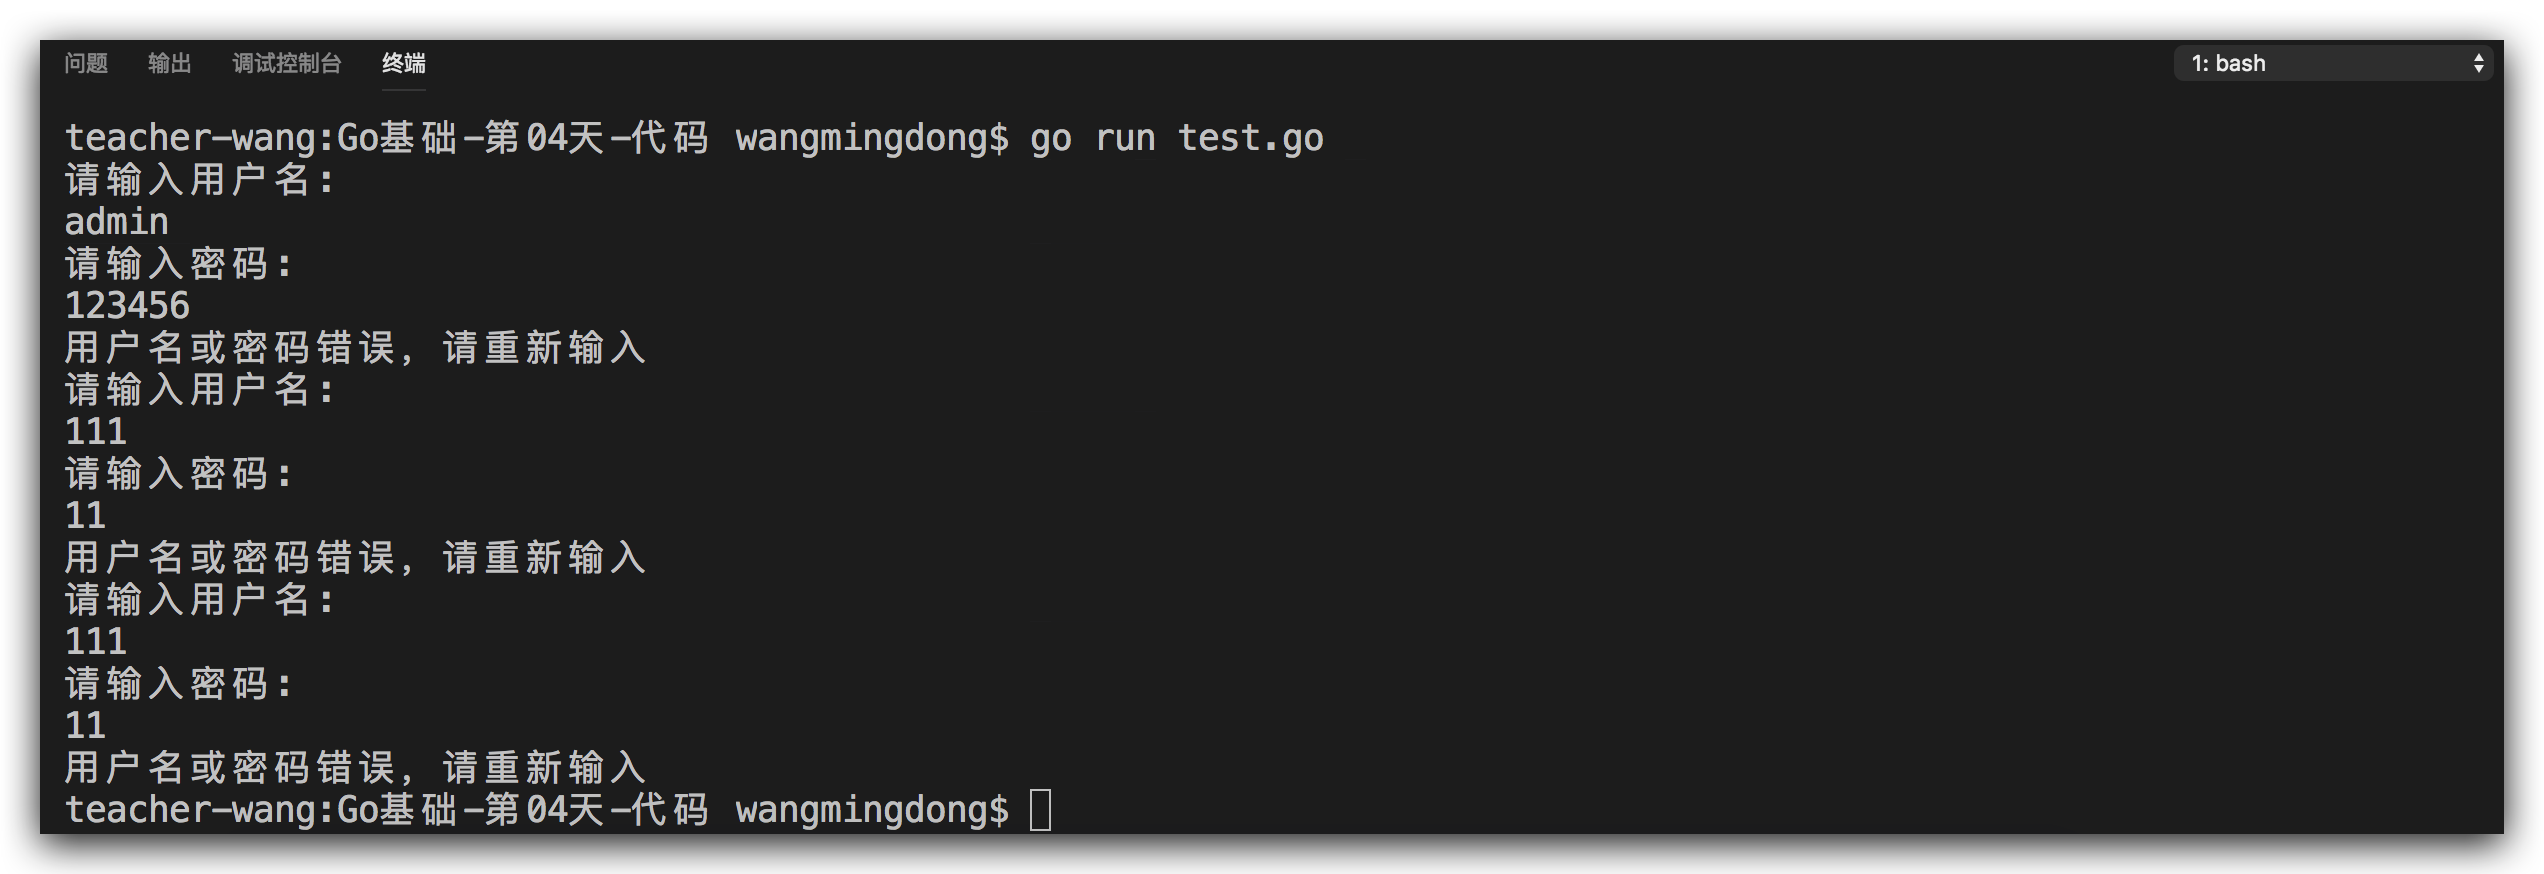 问题 输出 调试控制台 终端 1: bash
teacher-wang:Go基础-第04天-代码 wangmingdong$ go run test.go
请输入用户名:
admin
请输入密码:
123456
用户名或密码错误, 请重新输入
请输入用户名:
111
请输入密码:
11
用户名或密码错误, 请重新输入
请输入用户名:
111
请输入密码:
11
用户名或密码错误, 请重新输入
teacher-wang:Go基础-第04天-代码 wangmingdong$